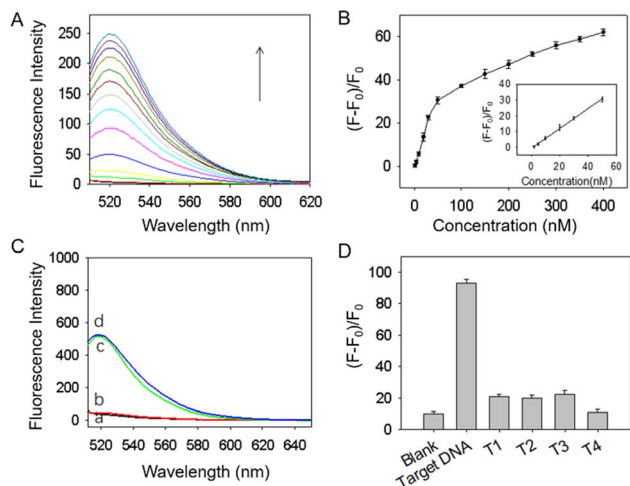 A
Fluorescence Intensity
250
200
150
100
50
0
520 540 560 580 600 620
Wavelength (nm)
B
(F-F0)/F0
80
60
40
20
0
0 100 200 300 400
Concentration (nM)
(F-F0)/F0
40
30
20
10
0
0 20 40 60
Concentration(nM)
C
Fluorescence Intensity
1000
800
600
400
200
0
d
c
b
a
520 540 560 580 600 620 640
Wavelength (nm)
D
(F-F0)/F0
100
80
60
40
20
0
Blank Target DNA T1 T2 T3 T4